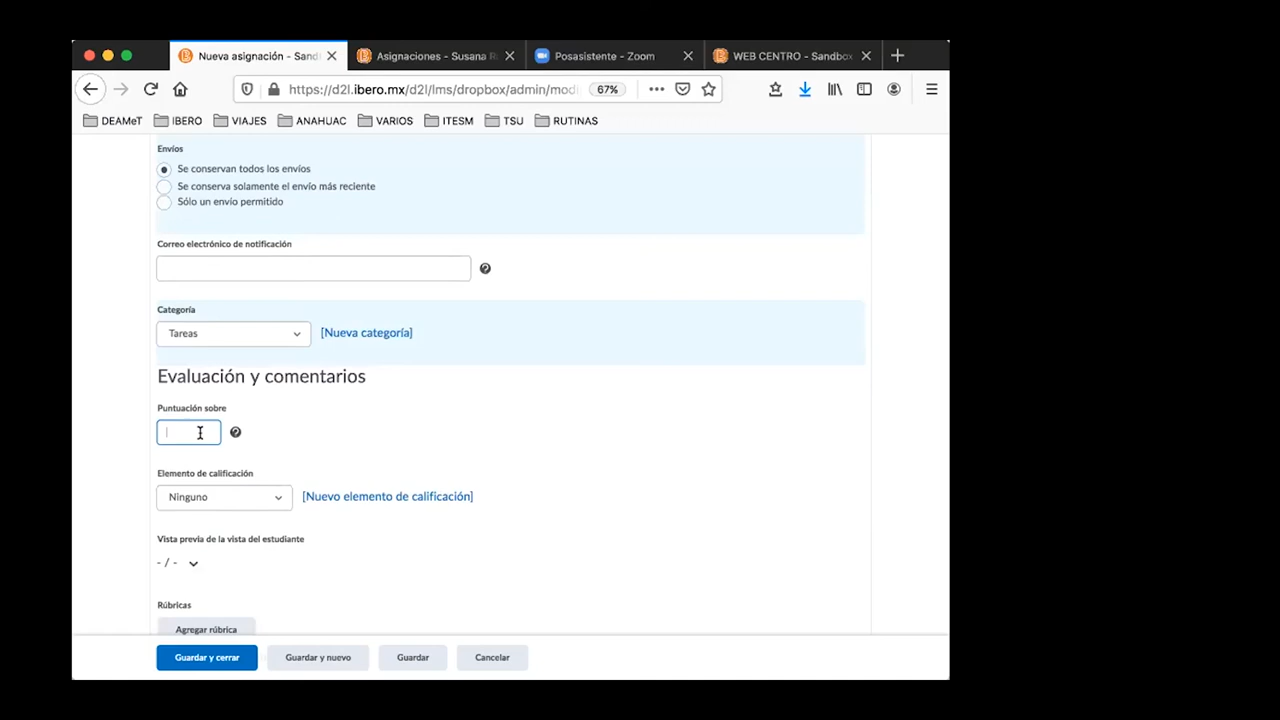 Nueva asignación - Sand
Asignaciones - Susana R
Posasistente - Zoom
WEB CENTRO - Sandbox
https://d2l.ibero.mx/d2l/lms/dropbox/admin/modi
67%
DEAMeT
IBERO
VIAJES
ANAHUAC
VARIOS
ITESM
TSU
RUTINAS
Envíos
Se conservan todos los envíos
Se conserva solamente el envío más reciente
Sólo un envío permitido
Correo electrónico de notificación
Categoría
Tareas
[Nueva categoría]
Evaluación y comentarios
Puntuación sobre
Elemento de calificación
Ninguno
[Nuevo elemento de calificación]
Vista previa de la vista del estudiante
- / -
Rúbricas
Agregar rúbrica
Guardar y cerrar
Guardar y nuevo
Guardar
Cancelar